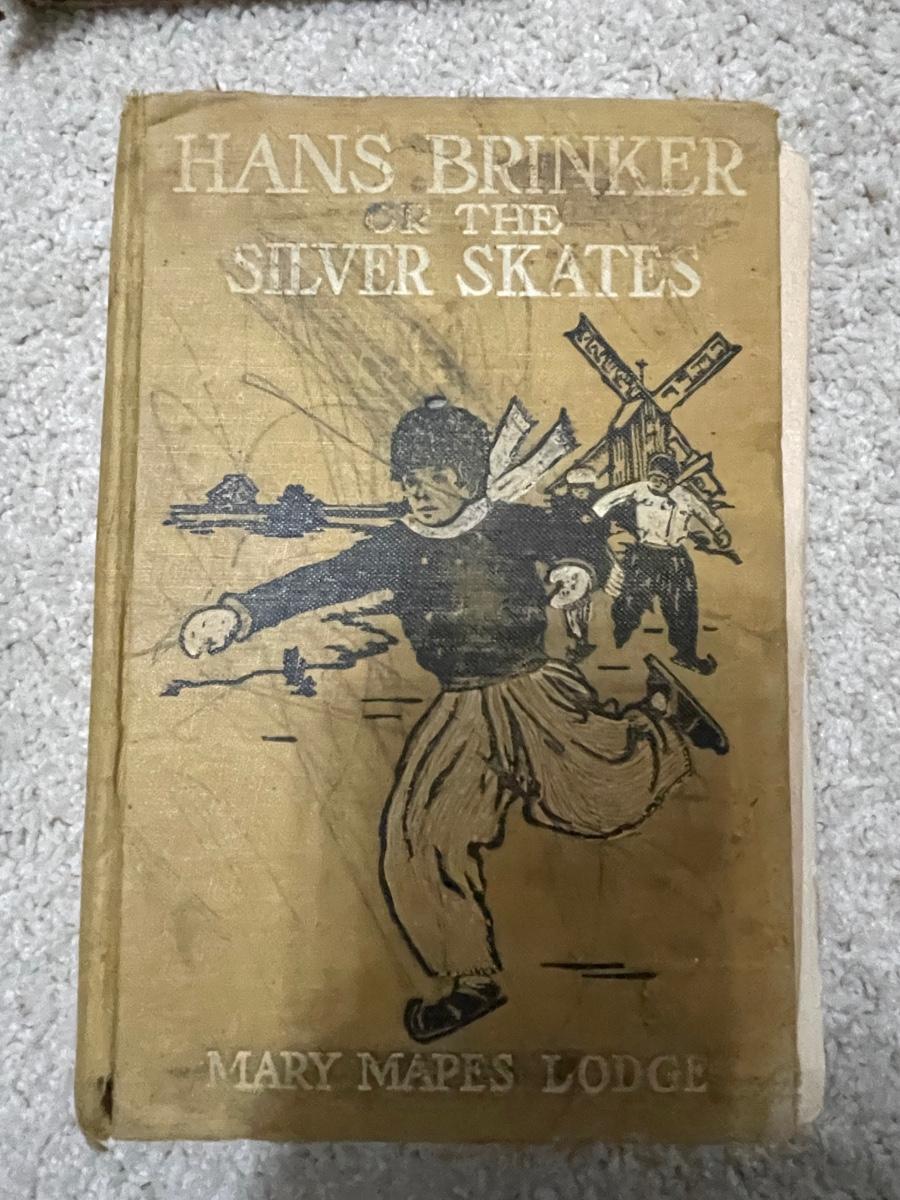 HANS BRINKER
OR THE
SILVER SKATES
MARY MAPES LODGE